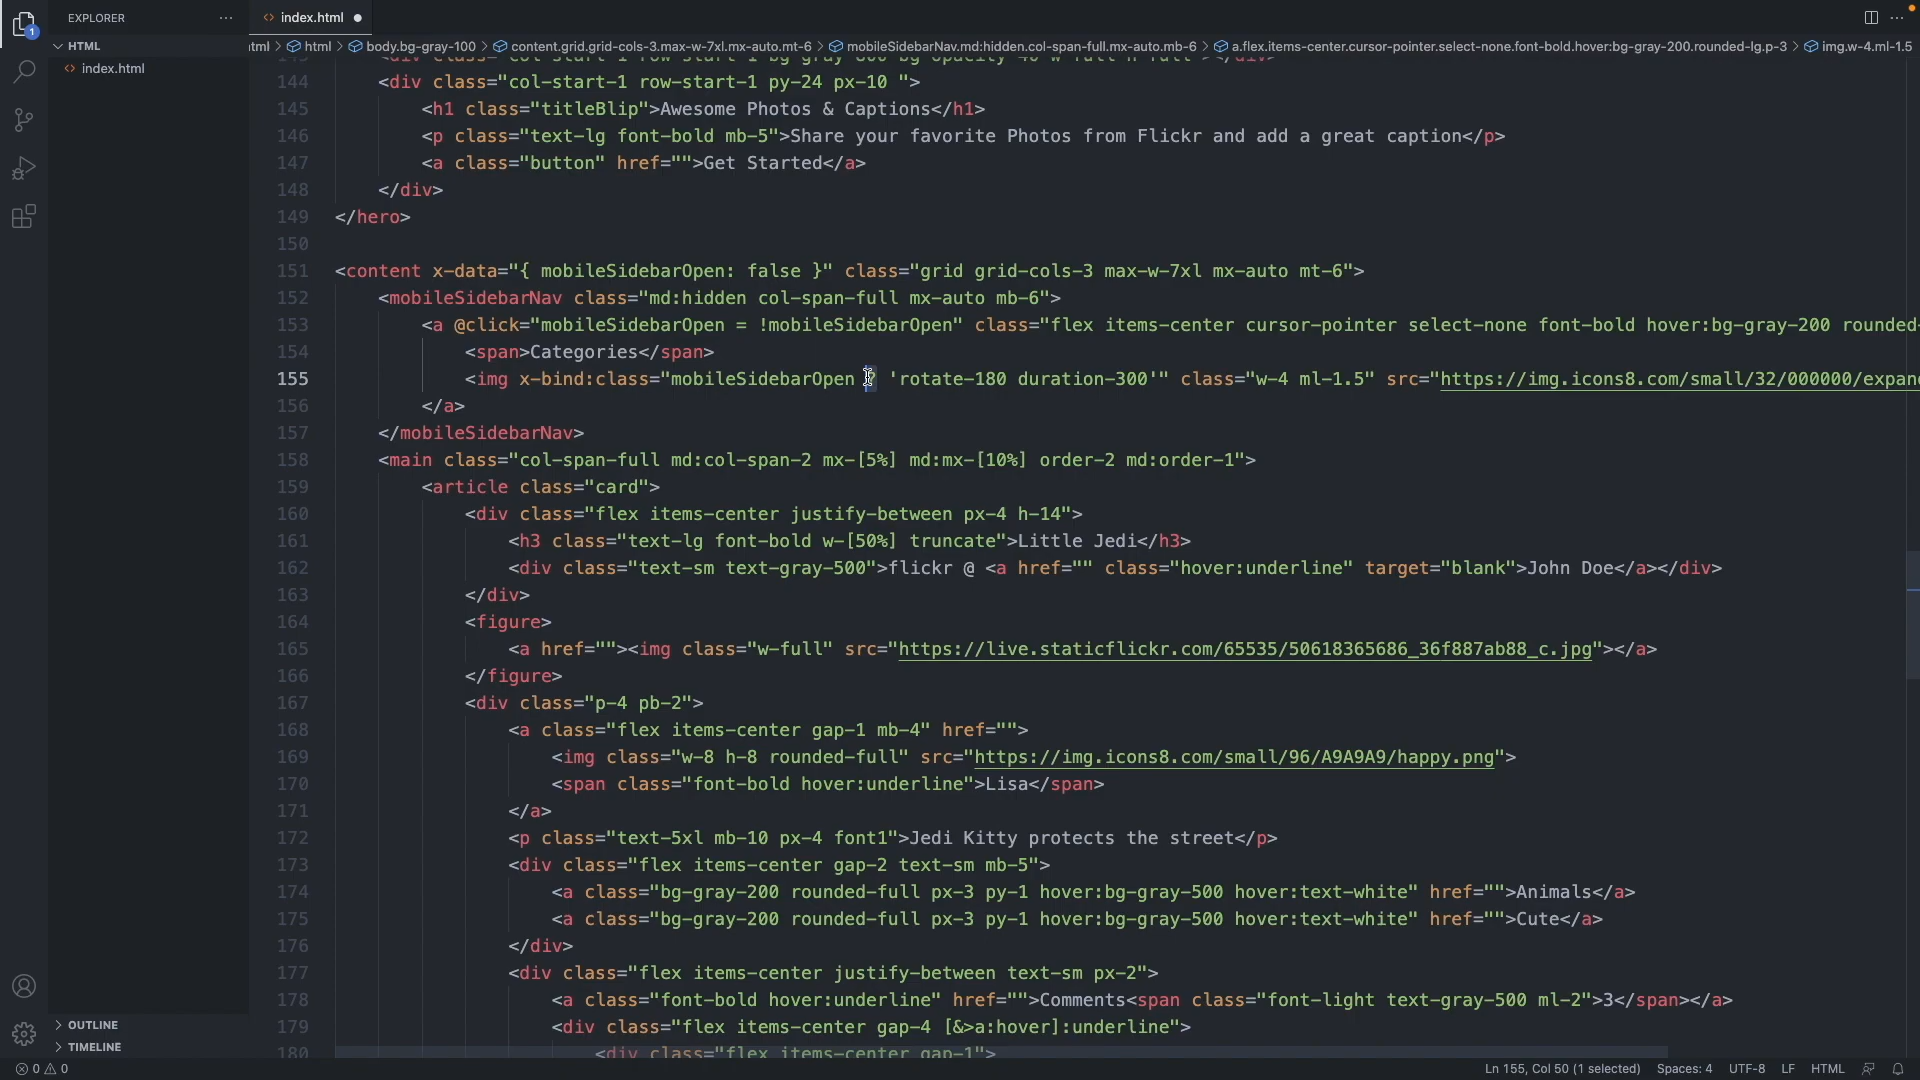 EXPLORER
index.html
HTML
index.html
html
html
body.bg-gray-100
content.grid.grid-cols-3.max-w-7xl.mx-auto.mt-6
mobileSidebarNav.md:hidden.col-span-full.mx-auto.mb-6
a.flex.items-center.cursor-pointer.select-none.font-bold.hover:bg-gray-200.rounded-lg.p-3
img.w-4.ml-1.5
144 <div class="col-start-1 row-start-1 py-24 px-10 ">
145 <h1 class="titleBlip">Awesome Photos & Captions</h1>
146 <p class="text-lg font-bold mb-5">Share your favorite Photos from Flickr and add a great caption</p>
147 <a class="button" href="">Get Started</a>
148 </div>
149 </hero>
150
151 <content x-data="{ mobileSidebarOpen: false }" class="grid grid-cols-3 max-w-7xl mx-auto mt-6">
152 <mobileSidebarNav class="md:hidden col-span-full mx-auto mb-6">
153 <a @click="mobileSidebarOpen = !mobileSidebarOpen" class="flex items-center cursor-pointer select-none font-bold hover:bg-gray-200 rounded-
154 <span>Categories</span>
155 <img x-bind:class="mobileSidebarOpen ? 'rotate-180 duration-300'" class="w-4 ml-1.5" src="https://img.icons8.com/small/32/000000/expan
156 </a>
157 </mobileSidebarNav>
158 <main class="col-span-full md:col-span-2 mx-[5%] md:mx-[10%] order-2 md:order-1">
159 <article class="card">
160 <div class="flex items-center justify-between px-4 h-14">
161 <h3 class="text-lg font-bold w-[50%] truncate">Little Jedi</h3>
162 <div class="text-sm text-gray-500">flickr @ <a href="" class="hover:underline" target="blank">John Doe</a></div>
163 </div>
164 <figure>
165 <a href=""><img class="w-full" src="https://live.staticflickr.com/65535/50618365686_36f887ab88_c.jpg"></a>
166 </figure>
167 <div class="p-4 pb-2">
168 <a class="flex items-center gap-1 mb-4" href="">
169 <img class="w-8 h-8 rounded-full" src="https://img.icons8.com/small/96/A9A9A9/happy.png">
170 <span class="font-bold hover:underline">Lisa</span>
171 </a>
172 <p class="text-5xl mb-10 px-4 font1">Jedi Kitty protects the street</p>
173 <div class="flex items-center gap-2 text-sm mb-5">
174 <a class="bg-gray-200 rounded-full px-3 py-1 hover:bg-gray-500 hover:text-white" href="">Animals</a>
175 <a class="bg-gray-200 rounded-full px-3 py-1 hover:bg-gray-500 hover:text-white" href="">Cute</a>
176 </div>
177 <div class="flex items-center justify-between text-sm px-2">
178 <a class="font-bold hover:underline" href="">Comments<span class="font-light text-gray-500 ml-2">3</span></a>
179 <div class="flex items-center gap-4 [&>a:hover]:underline">
180 <div class="flex items-center gap-1">
OUTLINE
TIMELINE
1
0 0
Ln 155, Col 50 (1 selected) Spaces: 4 UTF-8 LF HTML